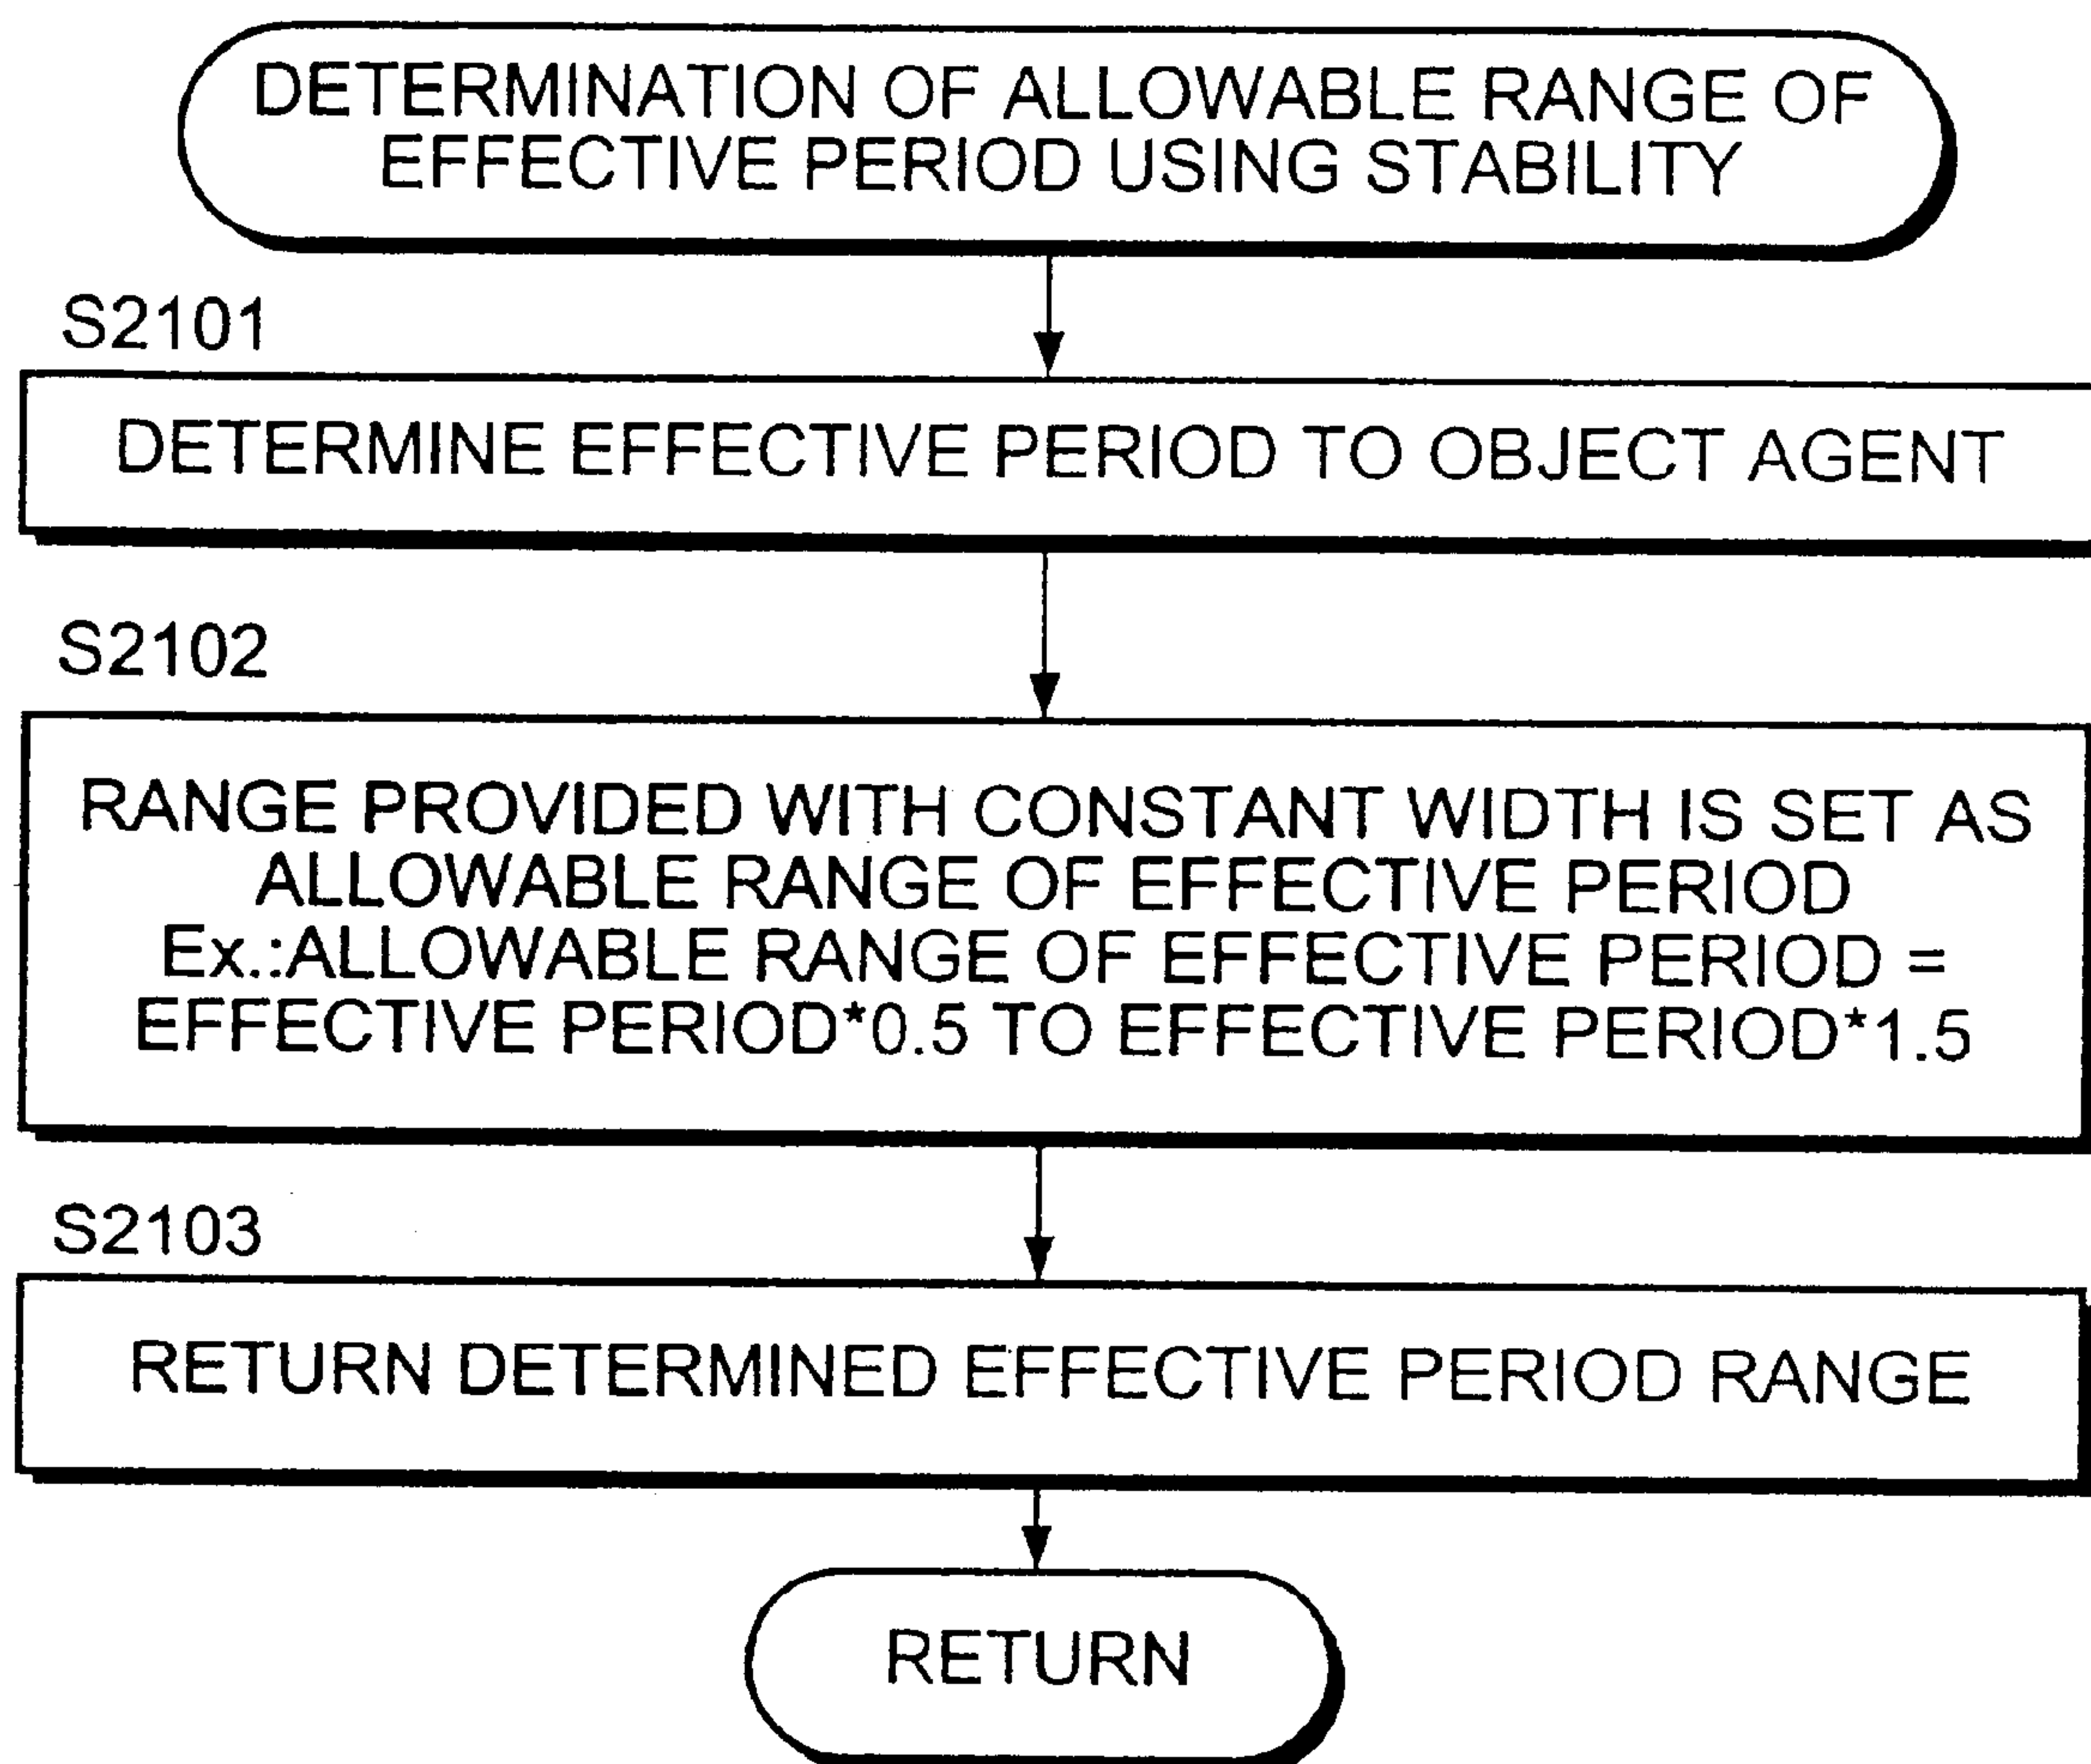 DETERMINATION OF ALLOWABLE RANGE OF
EFFECTIVE PERIOD USING STABILITY
S2101
DETERMINE EFFECTIVE PERIOD TO OBJECT AGENT
S2102
RANGE PROVIDED WITH CONSTANT WIDTH IS SET AS
ALLOWABLE RANGE OF EFFECTIVE PERIOD
Ex.:ALLOWABLE RANGE OF EFFECTIVE PERIOD =
EFFECTIVE PERIOD*0.5 TO EFFECTIVE PERIOD*1.5
S2103
RETURN DETERMINED EFFECTIVE PERIOD RANGE
RETURN